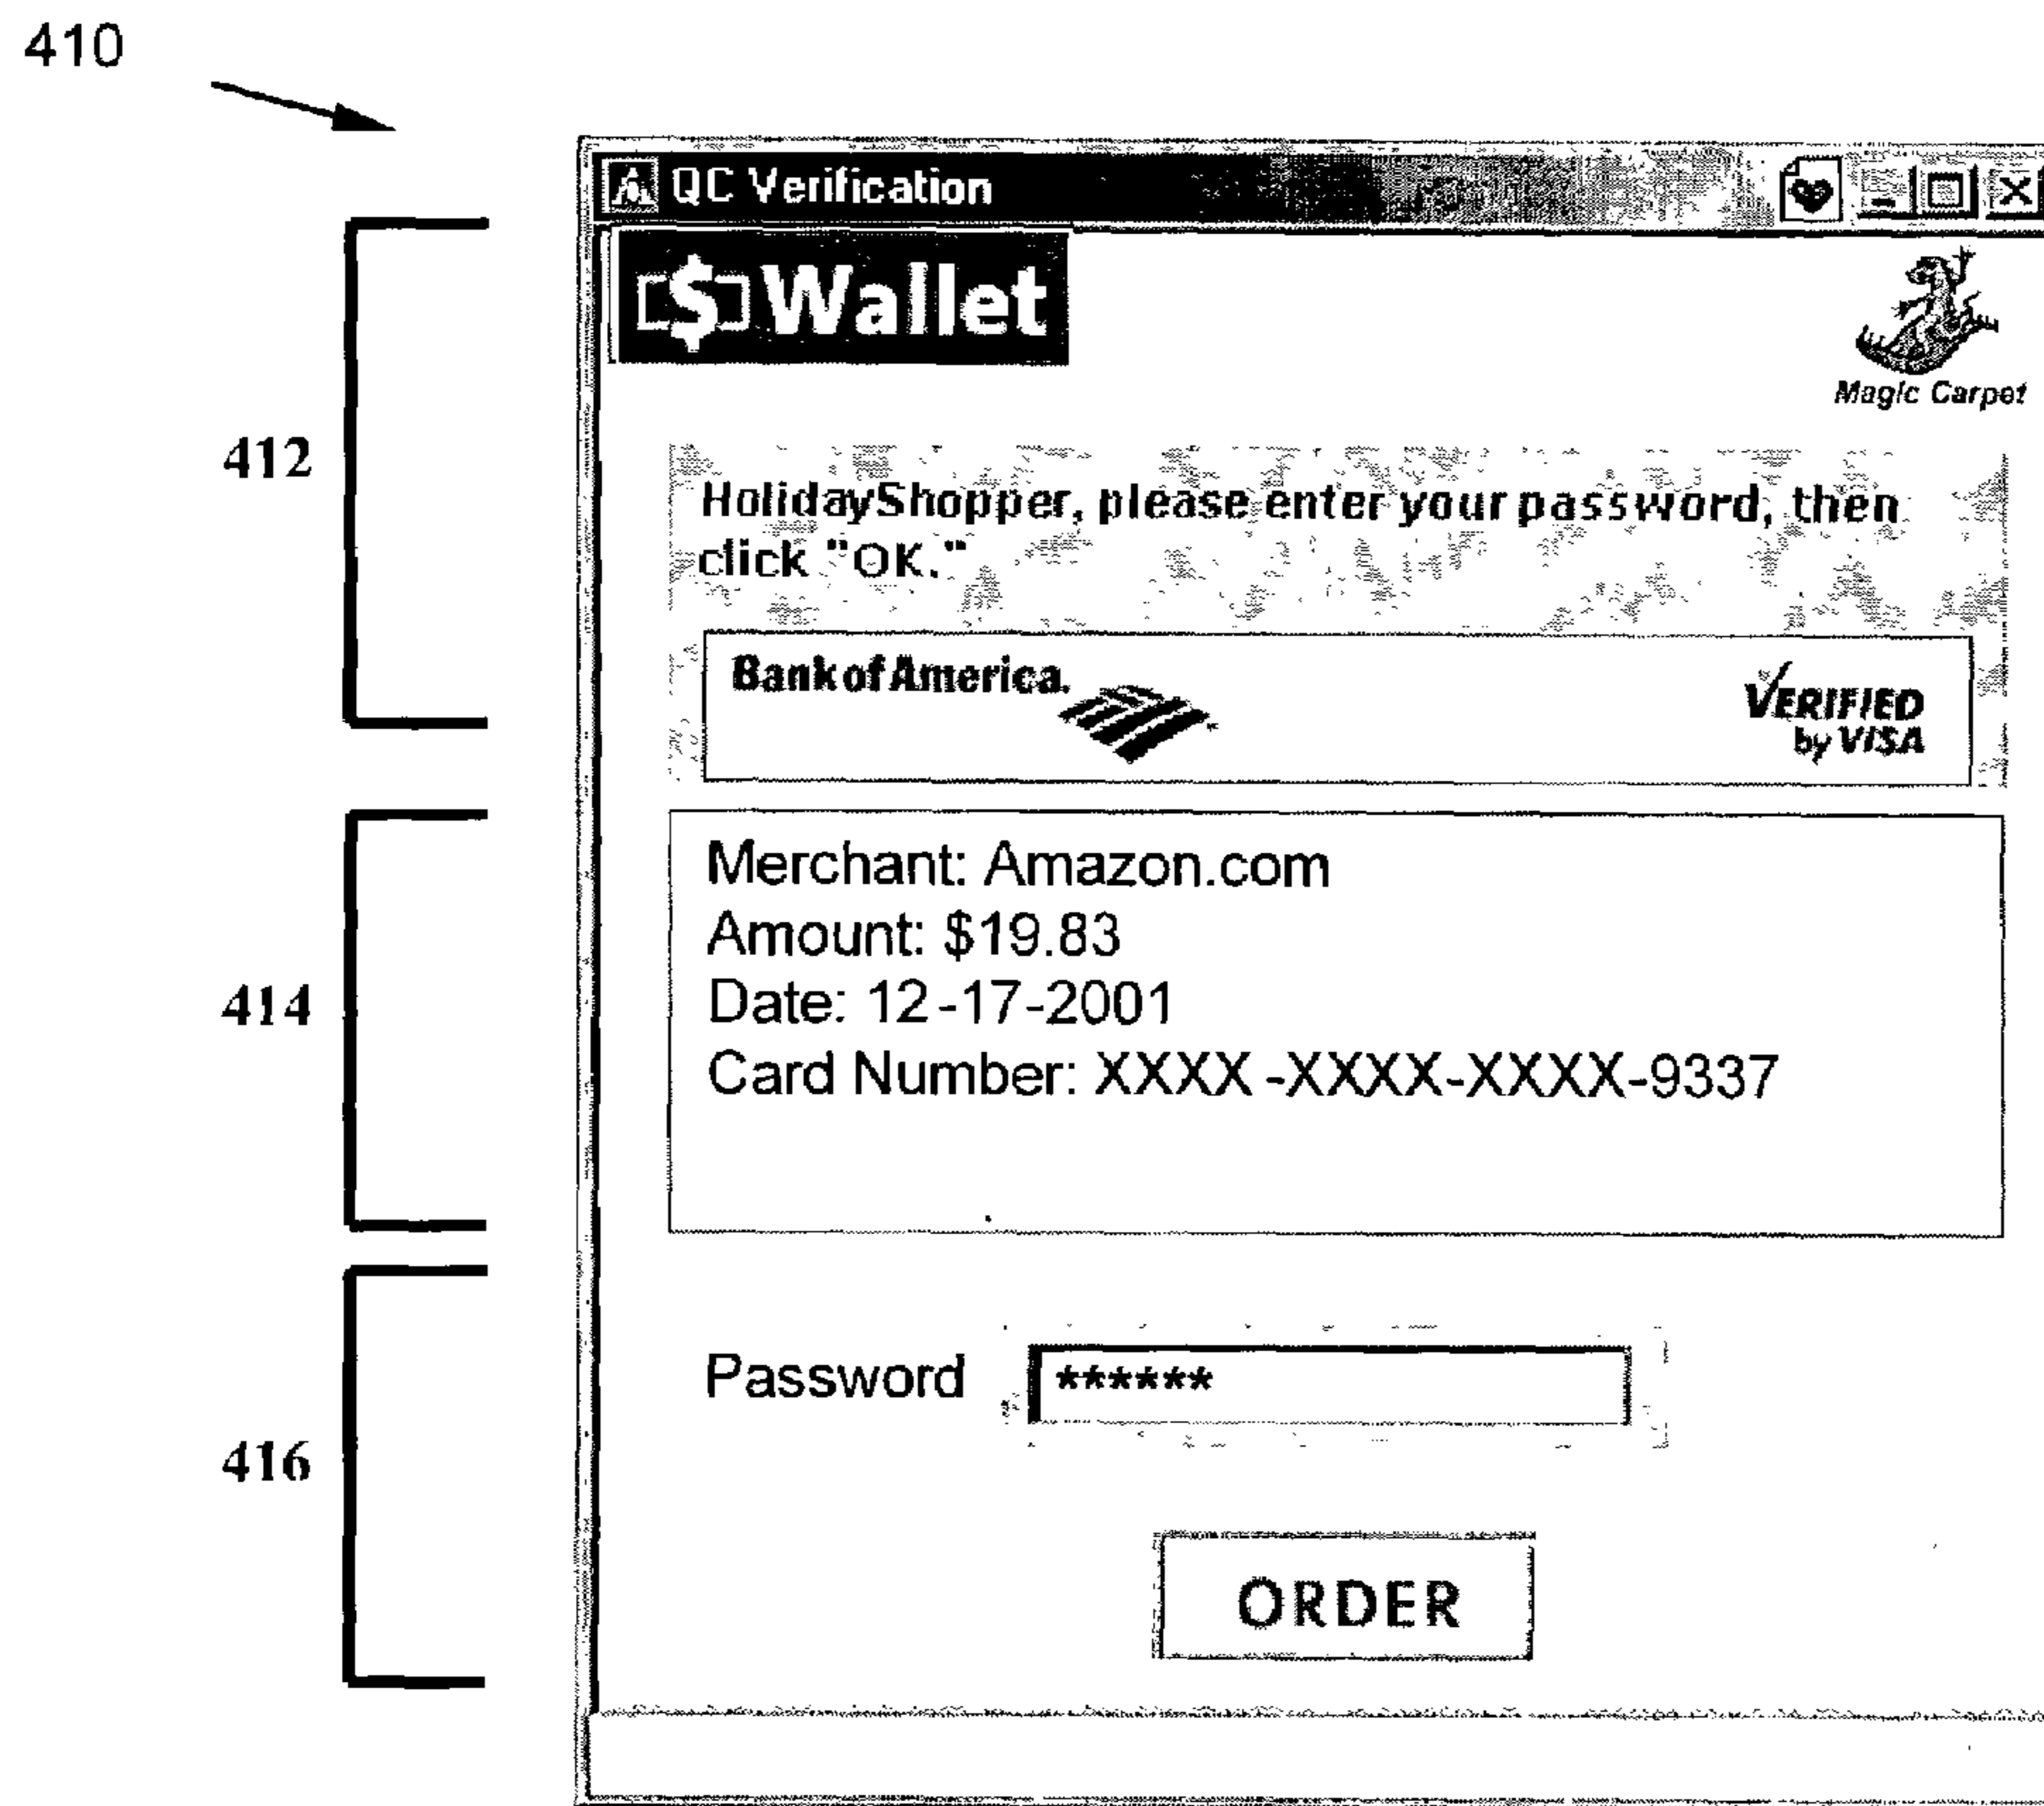 410
QC Verification
$ Wallet
Magic Carpet
412
HolidayShopper, please enter your password, then
click "OK."
Bank of America.
VERIFIED
by VISA
414
Merchant: Amazon.com
Amount: $19.83
Date: 12-17-2001
Card Number: XXXX-XXXX-XXXX-9337
416
Password ******
ORDER